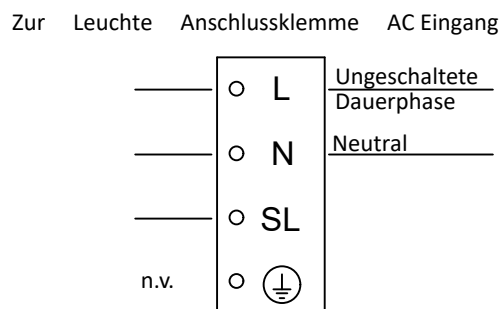 Zur Leuchte Anschlussklemme AC Eingang
L Ungeschaltete
Dauerphase
N Neutral
SL
n.v.